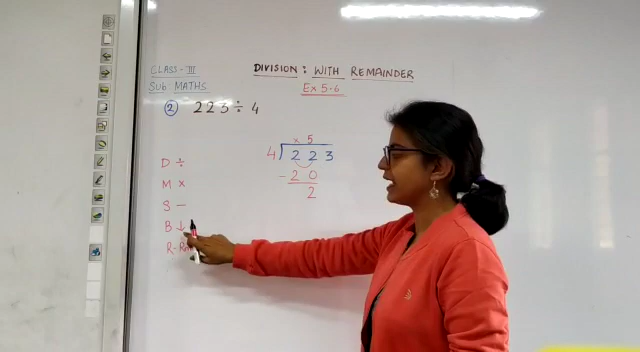 CLASS-III
SUB MATHS
DIVISION: WITH REMAINDER
Ex 5-6
② 223 ÷ 4
x 5
4 2 2 3
- 2 0
2
D ÷
M ×
S -
B ↓
R-